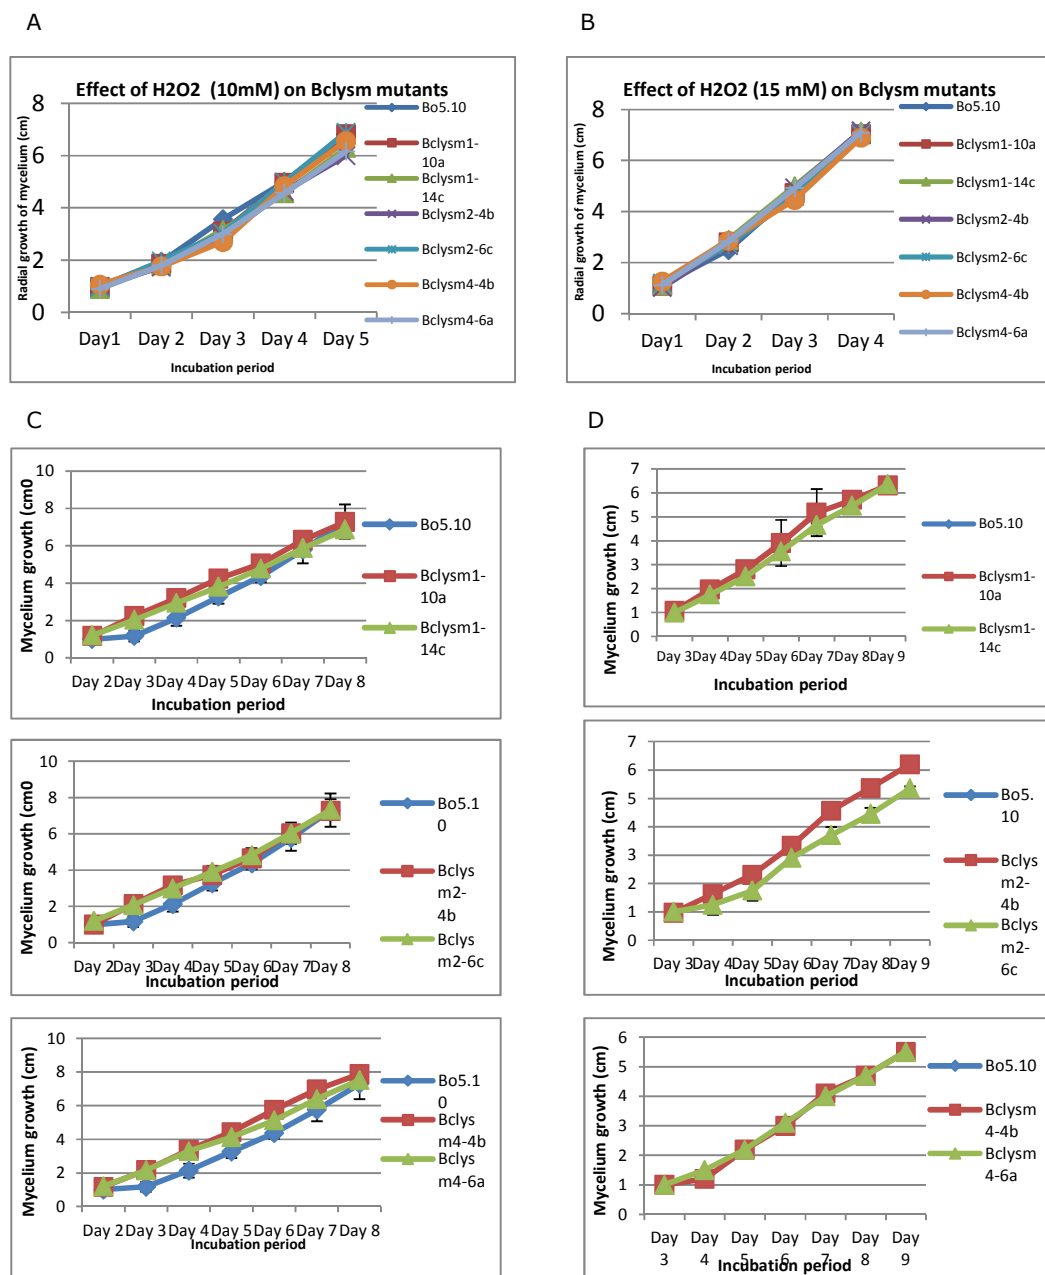 A
B
Effect of H2O2 (10mM) on Bclysm mutants
Radial growth of mycelium (cm)
8
6
4
2
0
Day1 Day 2 Day 3 Day 4 Day 5
Incubation period
Bo5.10
Bclysm1-
10a
Bclysm1-
14c
Bclysm2-4b
Bclysm2-6c
Bclysm4-4b
Bclysm4-6a
Effect of H2O2 (15 mM) on Bclysm mutants
Radial growth of mycelium (cm)
8
6
4
2
0
Day1 Day 2 Day 3 Day 4
Incubation period
Bo5.10
Bclysm1-10a
Bclysm1-14c
Bclysm2-4b
Bclysm2-6c
Bclysm4-4b
Bclysm4-6a
C
D
Mycelium growth (cm0
10
8
6
4
2
0
Day 2 Day 3 Day 4 Day 5 Day 6 Day 7 Day 8
Incubation period
Bo5.10
Bclysm1-
10a
Bclysm1-
14c
Mycelium growth (cm)
7
6
5
4
3
2
1
0
Day 3 Day 4 Day 5 Day 6 Day 7 Day 8 Day 9
Incubation period
Bo5.10
Bclysm1-
10a
Bclysm1-
14c
Mycelium growth (cm0
10
8
6
4
2
0
Day 2 Day 3 Day 4 Day 5 Day 6 Day 7 Day 8
Incubation period
Bo5.1
0
Bclys
m2-
4b
Bclys
m2-6c
Mycelium growth (cm)
7
6
5
4
3
2
1
0
Day 3 Day 4 Day 5 Day 6 Day 7 Day 8 Day 9
Incubation period
Bo5.
10
Bclys
m2-
4b
Bclys
m2-
6c
Mycelium growth (cm)
10
8
6
4
2
0
Day 2 Day 3 Day 4 Day 5 Day 6 Day 7 Day 8
Incubation period
Bo5.1
0
Bclys
m4-4b
Bclys
m4-6a
Mycelium growth (cm)
6
5
4
3
2
1
0
Day Day Day Day Day Day Day
3 4 5 6 7 8 9
Incubation period
Bo5.10
Bclysm
4-4b
Bclysm
4-6a